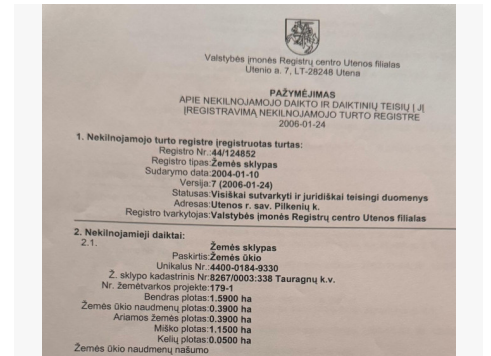 Valstybės įmonės Registrų centro Utenos filialas
Utenio a. 7, LT-28248 Utena
PAŽYMĖJIMAS
APIE NEKILNOJAMOJO DAIKTO IR DAIKTINIŲ TEISIŲ Į JĮ
ĮREGISTRAVIMĄ NEKILNOJAMOJO TURTO REGISTRE
2006-01-24
1. Nekilnojamojo turto registre įregistruotas turtas:
Registro Nr.:44/124852
Registro tipas:Žemės sklypas
Sudarymo data:2004-01-10
Versija:7 (2006-01-24)
Statusas:Visiškai sutvarkyti ir juridiškai teisingi duomenys
Adresas:Utenos r. sav. Pilkenių k.
Registro tvarkytojas:Valstybės įmonės Registrų centro Utenos filialas
2. Nekilnojamieji daiktai:
2.1. Žemės sklypas
Paskirtis:Žemės ūkio
Unikalus Nr.:4400-0184-9330
Ž. sklypo kadastrinis Nr:8267/0003:338 Tauragnų k.v.
Nr. žemėtvarkos projekte:179-1
Bendras plotas:1.5900 ha
Žemės ūkio naudmenų plotas:0.3900 ha
Ariamos žemės plotas:0.3900 ha
Miško plotas:1.1500 ha
Kelių plotas:0.0500 ha
Žemės ūkio naudmenų našumo